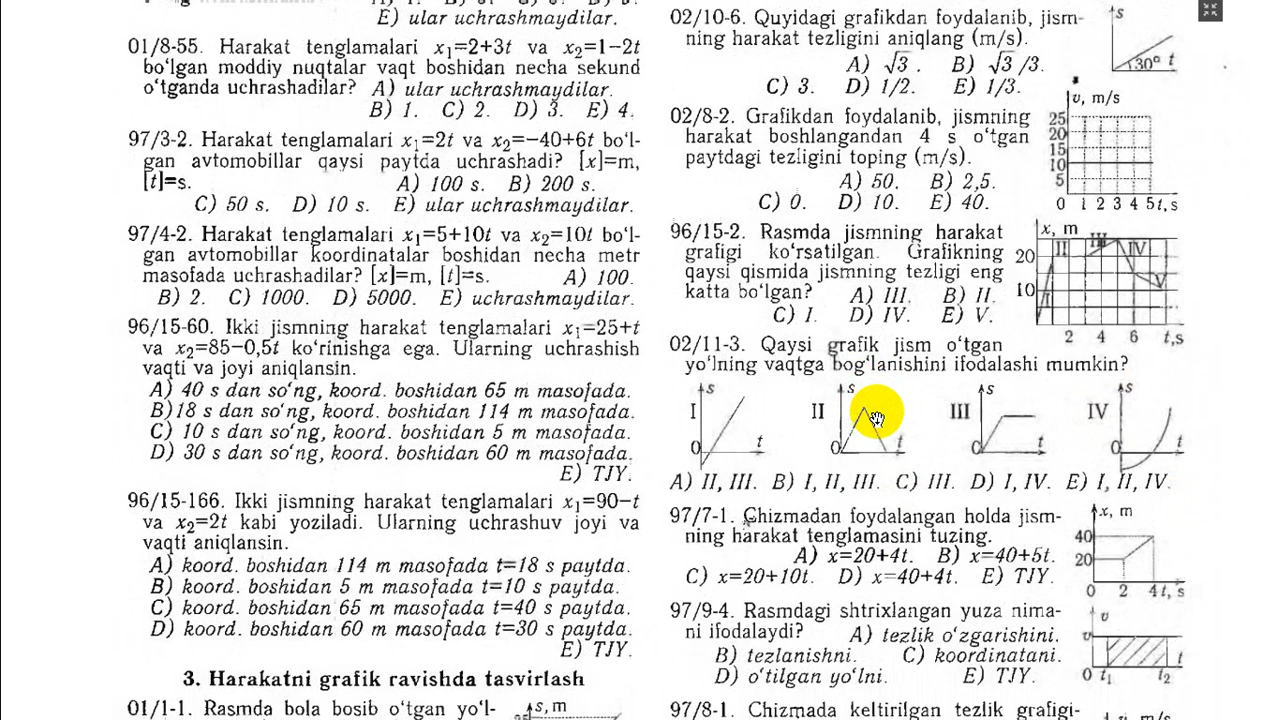 E) ular uchrashmaydilar.
01/8-55. Harakat tenglamalari x₁=2+3t va x₂=1−2t
bo‘lgan moddiy nuqtalar vaqt boshidan necha sekund
o‘tganda uchrashadilar? A) ular uchrashmaydilar.
B) 1. C) 2. D) 3. E) 4.
97/3-2. Harakat tenglamalari x₁=2t va x₂=−40+6t bo‘l-
gan avtomobillar qaysi paytda uchrashadi? [x]=m,
[t]=s. A) 100 s. B) 200 s.
C) 50 s. D) 10 s. E) ular uchrashmaydilar.
97/4-2. Harakat tenglamalari x₁=5+10t va x₂=10t bo‘l-
gan avtomobillar koordinatalar boshidan necha metr
masofada uchrashadilar? [x]=m, [t]=s. A) 100.
B) 2. C) 1000. D) 5000. E) uchrashmaydilar.
96/15-60. Ikki jismning harakat tenglamalari x₁=25+t
va x₂=85−0,5t ko‘rinishga ega. Ularning uchrashish
vaqti va joyi aniqlansin.
A) 40 s dan so‘ng, koord. boshidan 65 m masofada.
B) 18 s dan so‘ng, koord. boshidan 114 m masofada.
C) 10 s dan so‘ng, koord. boshidan 5 m masofada.
D) 30 s dan so‘ng, koord. boshidan 60 m masofada.
E) TJY.
96/15-166. Ikki jismning harakat tenglamalari x₁=90−t
va x₂=2t kabi yoziladi. Ularning uchrashuv joyi va
vaqti aniqlansin.
A) koord. boshidan 114 m masofada t=18 s paytda.
B) koord. boshidan 5 m masofada t=10 s paytda.
C) koord. boshidan 65 m masofada t=40 s paytda.
D) koord. boshidan 60 m masofada t=30 s paytda.
E) TJY.
3. Harakatni grafik ravishda tasvirlash
01/1-1. Rasmda bola bosib o‘tgan yo‘l-
s, m
02/10-6. Quyidagi grafikdan foydalanib, jism-
ning harakat tezligini aniqlang (m/s).
A) √3. B) √3/3.
C) 3. D) 1/2. E) 1/3.
s
30° t
02/8-2. Grafikdan foydalanib, jismning
harakat boshlangandan 4 s o‘tgan
paytdagi tezligini toping (m/s).
A) 50. B) 2,5.
C) 0. D) 10. E) 40.
υ, m/s
25
20
15
10
5
0 1 2 3 4 5 t, s
96/15-2. Rasmda jismning harakat
grafigi ko‘rsatilgan. Grafikning
qaysi qismida jismning tezligi eng
katta bo‘lgan? A) III. B) II.
C) I. D) IV. E) V.
x, m
20
10
I II III IV V
2 4 6 t,s
02/11-3. Qaysi grafik jism o‘tgan
yo‘lning vaqtga bog‘lanishini ifodalashi mumkin?
I s 0 t
II s 0 t
III s 0 t
IV s 0 t
A) II, III. B) I, II, III. C) III. D) I, IV. E) I, II, IV.
97/7-1. Chizmadan foydalangan holda jism-
ning harakat tenglamasini tuzing.
A) x=20+4t. B) x=40+5t.
C) x=20+10t. D) x=40+4t. E) TJY.
x, m
40
20
0 2 4 t, s
97/9-4. Rasmdagi shtrixlangan yuza nima-
ni ifodalaydi? A) tezlik o‘zgarishini.
B) tezlanishni. C) koordinatani.
D) o‘tilgan yo‘lni. E) TJY.
υ
υ
0 t₁ t₂ t
97/8-1. Chizmada keltirilgan tezlik grafigi-